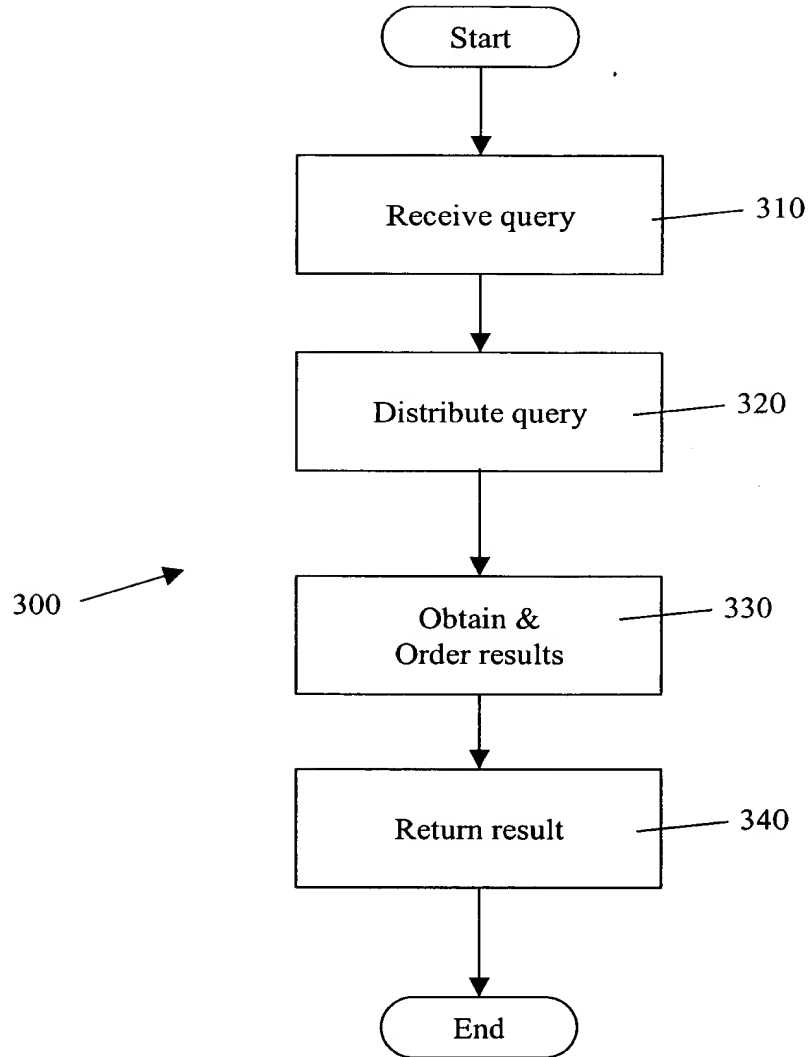 Start
Receive query
310
Distribute query
320
300
Obtain &
Order results
330
Return result
340
End